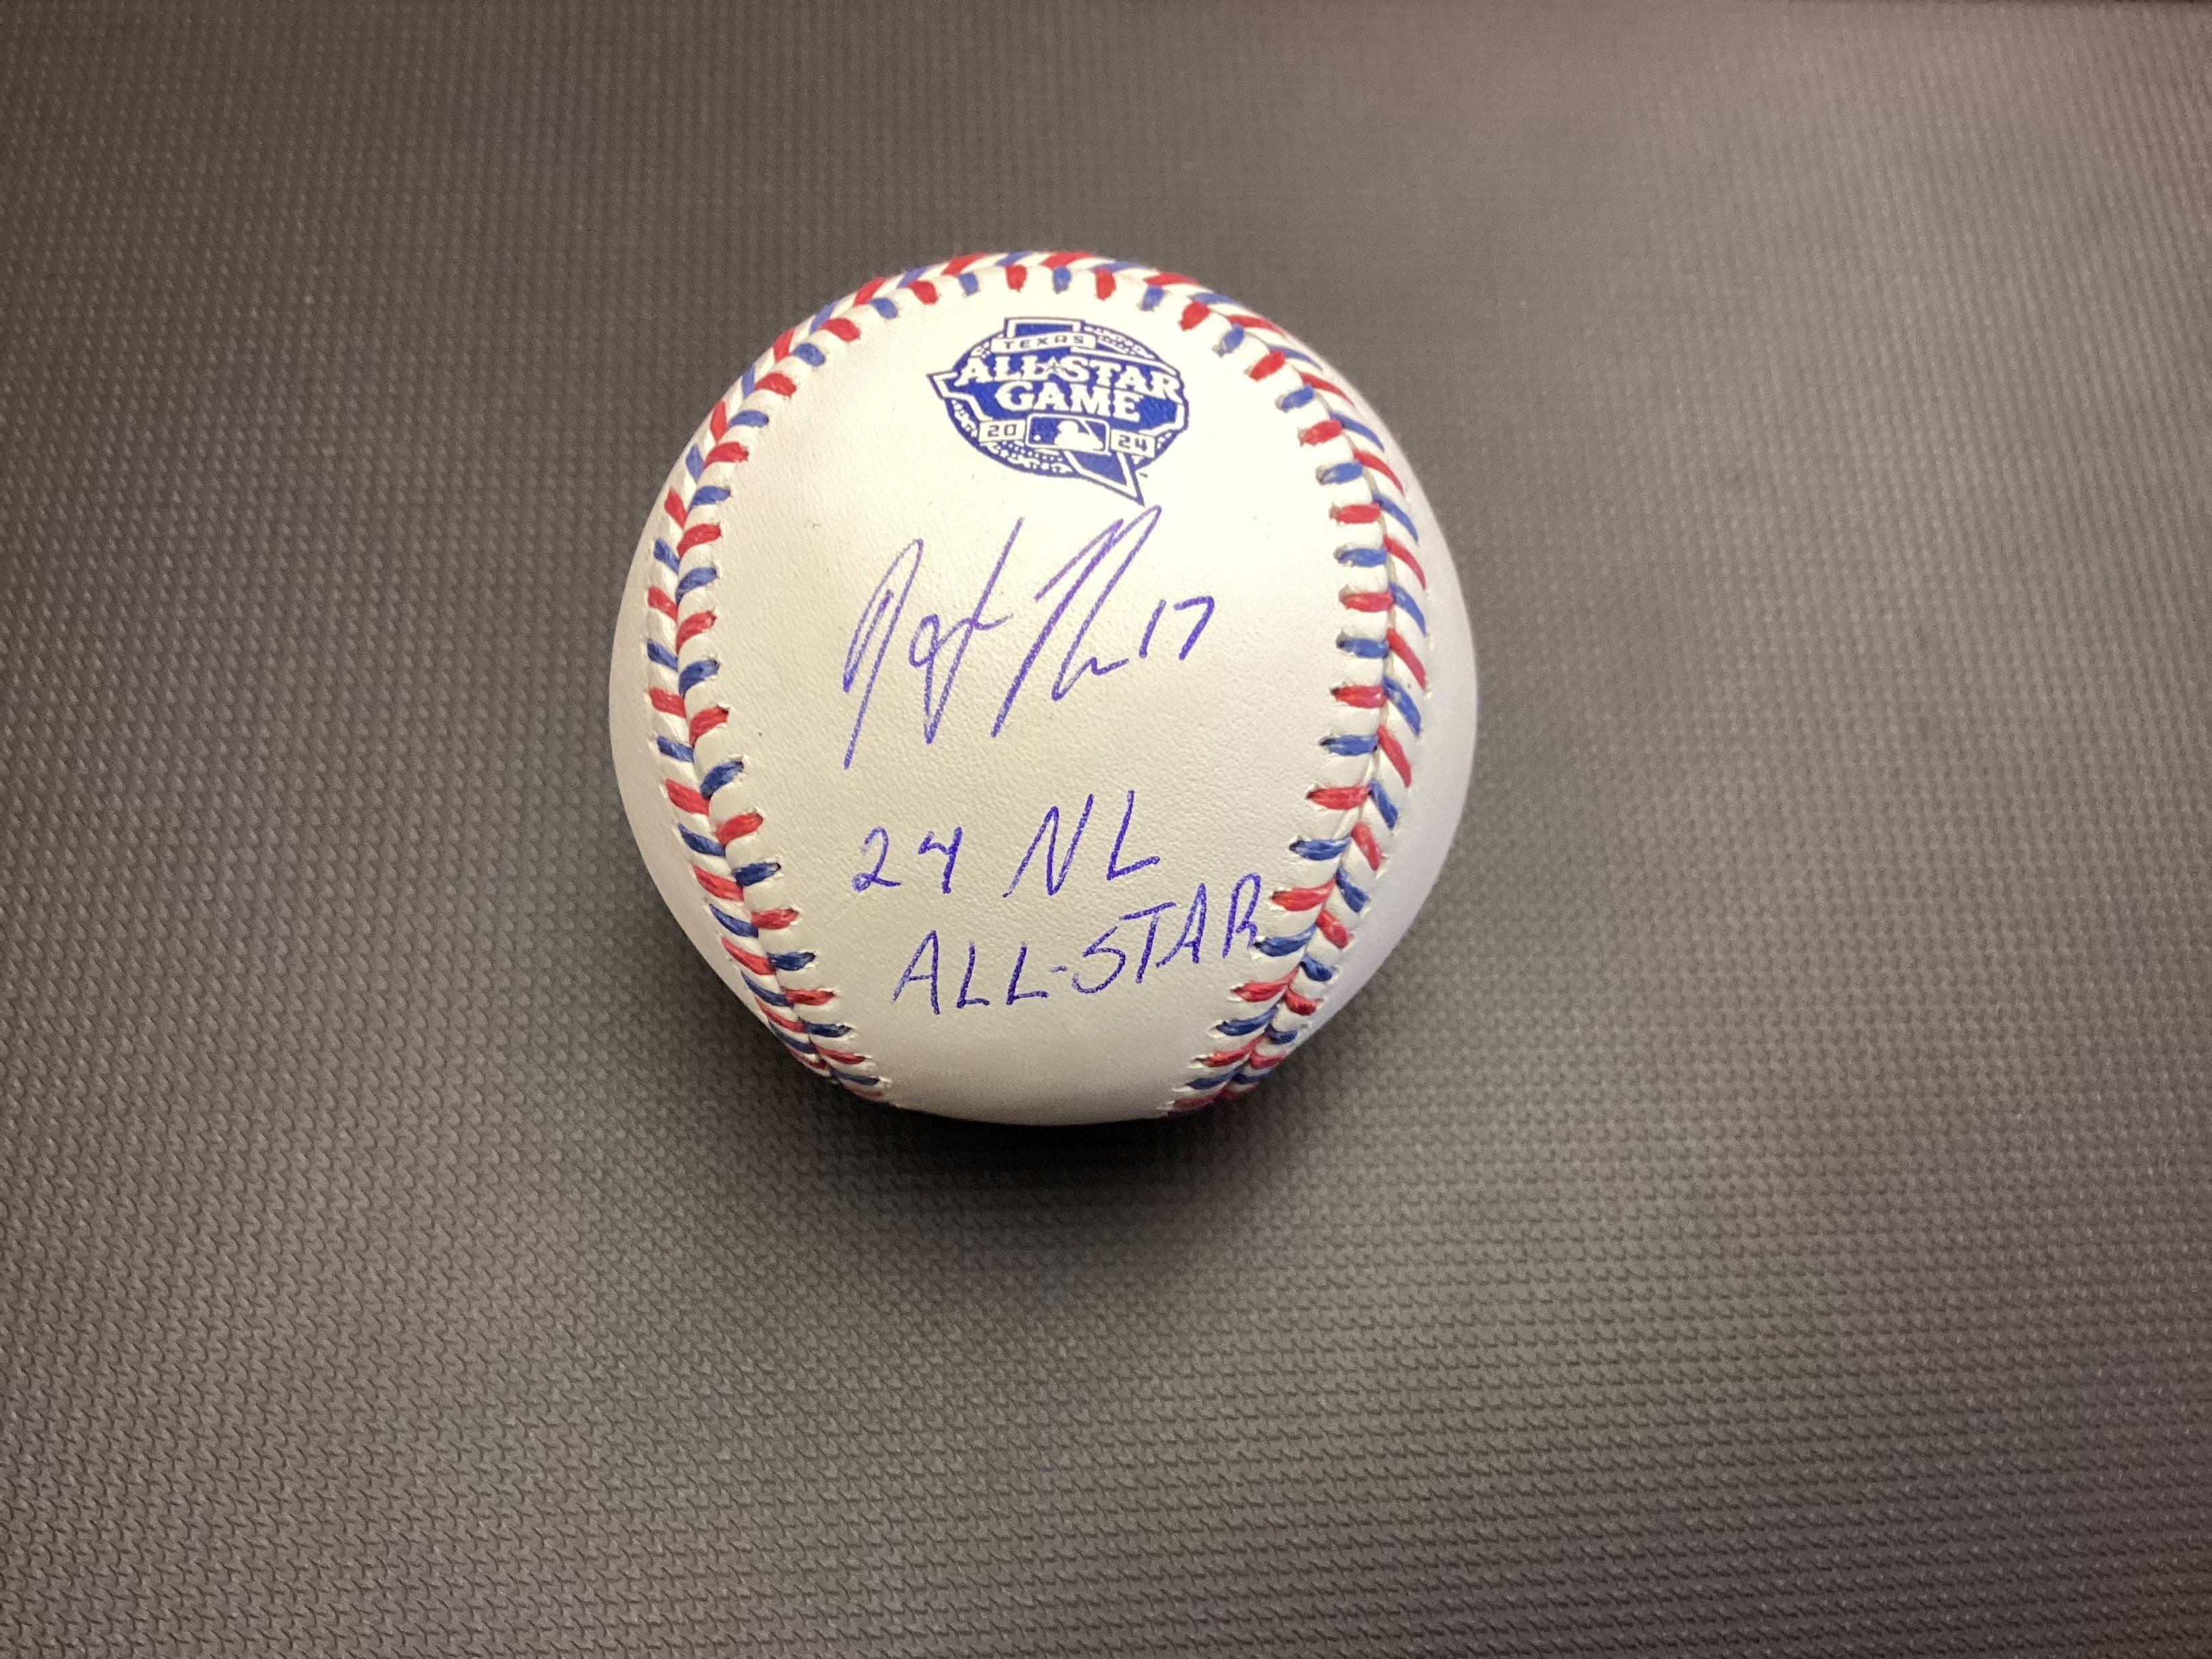 TEXAS
ALL STAR
GAME
20 24
17
24 NL
ALL-STAR